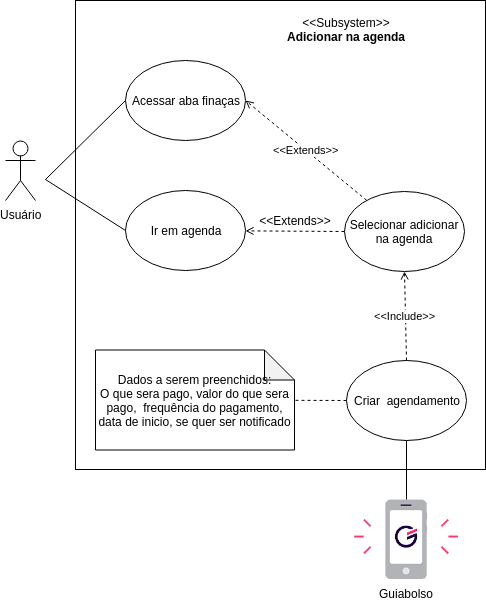 <<Subsystem>>
Adicionar na agenda
Acessar aba finaças
<<Extends>>
Usuário
<<Extends>>
Ir em agenda
Selecionar adicionar
na agenda
<<Include>>
Dados a serem preenchidos:
O que sera pago, valor do que sera
pago, frequência do pagamento,
data de inicio, se quer ser notificado
Criar agendamento
G
Guiabolso